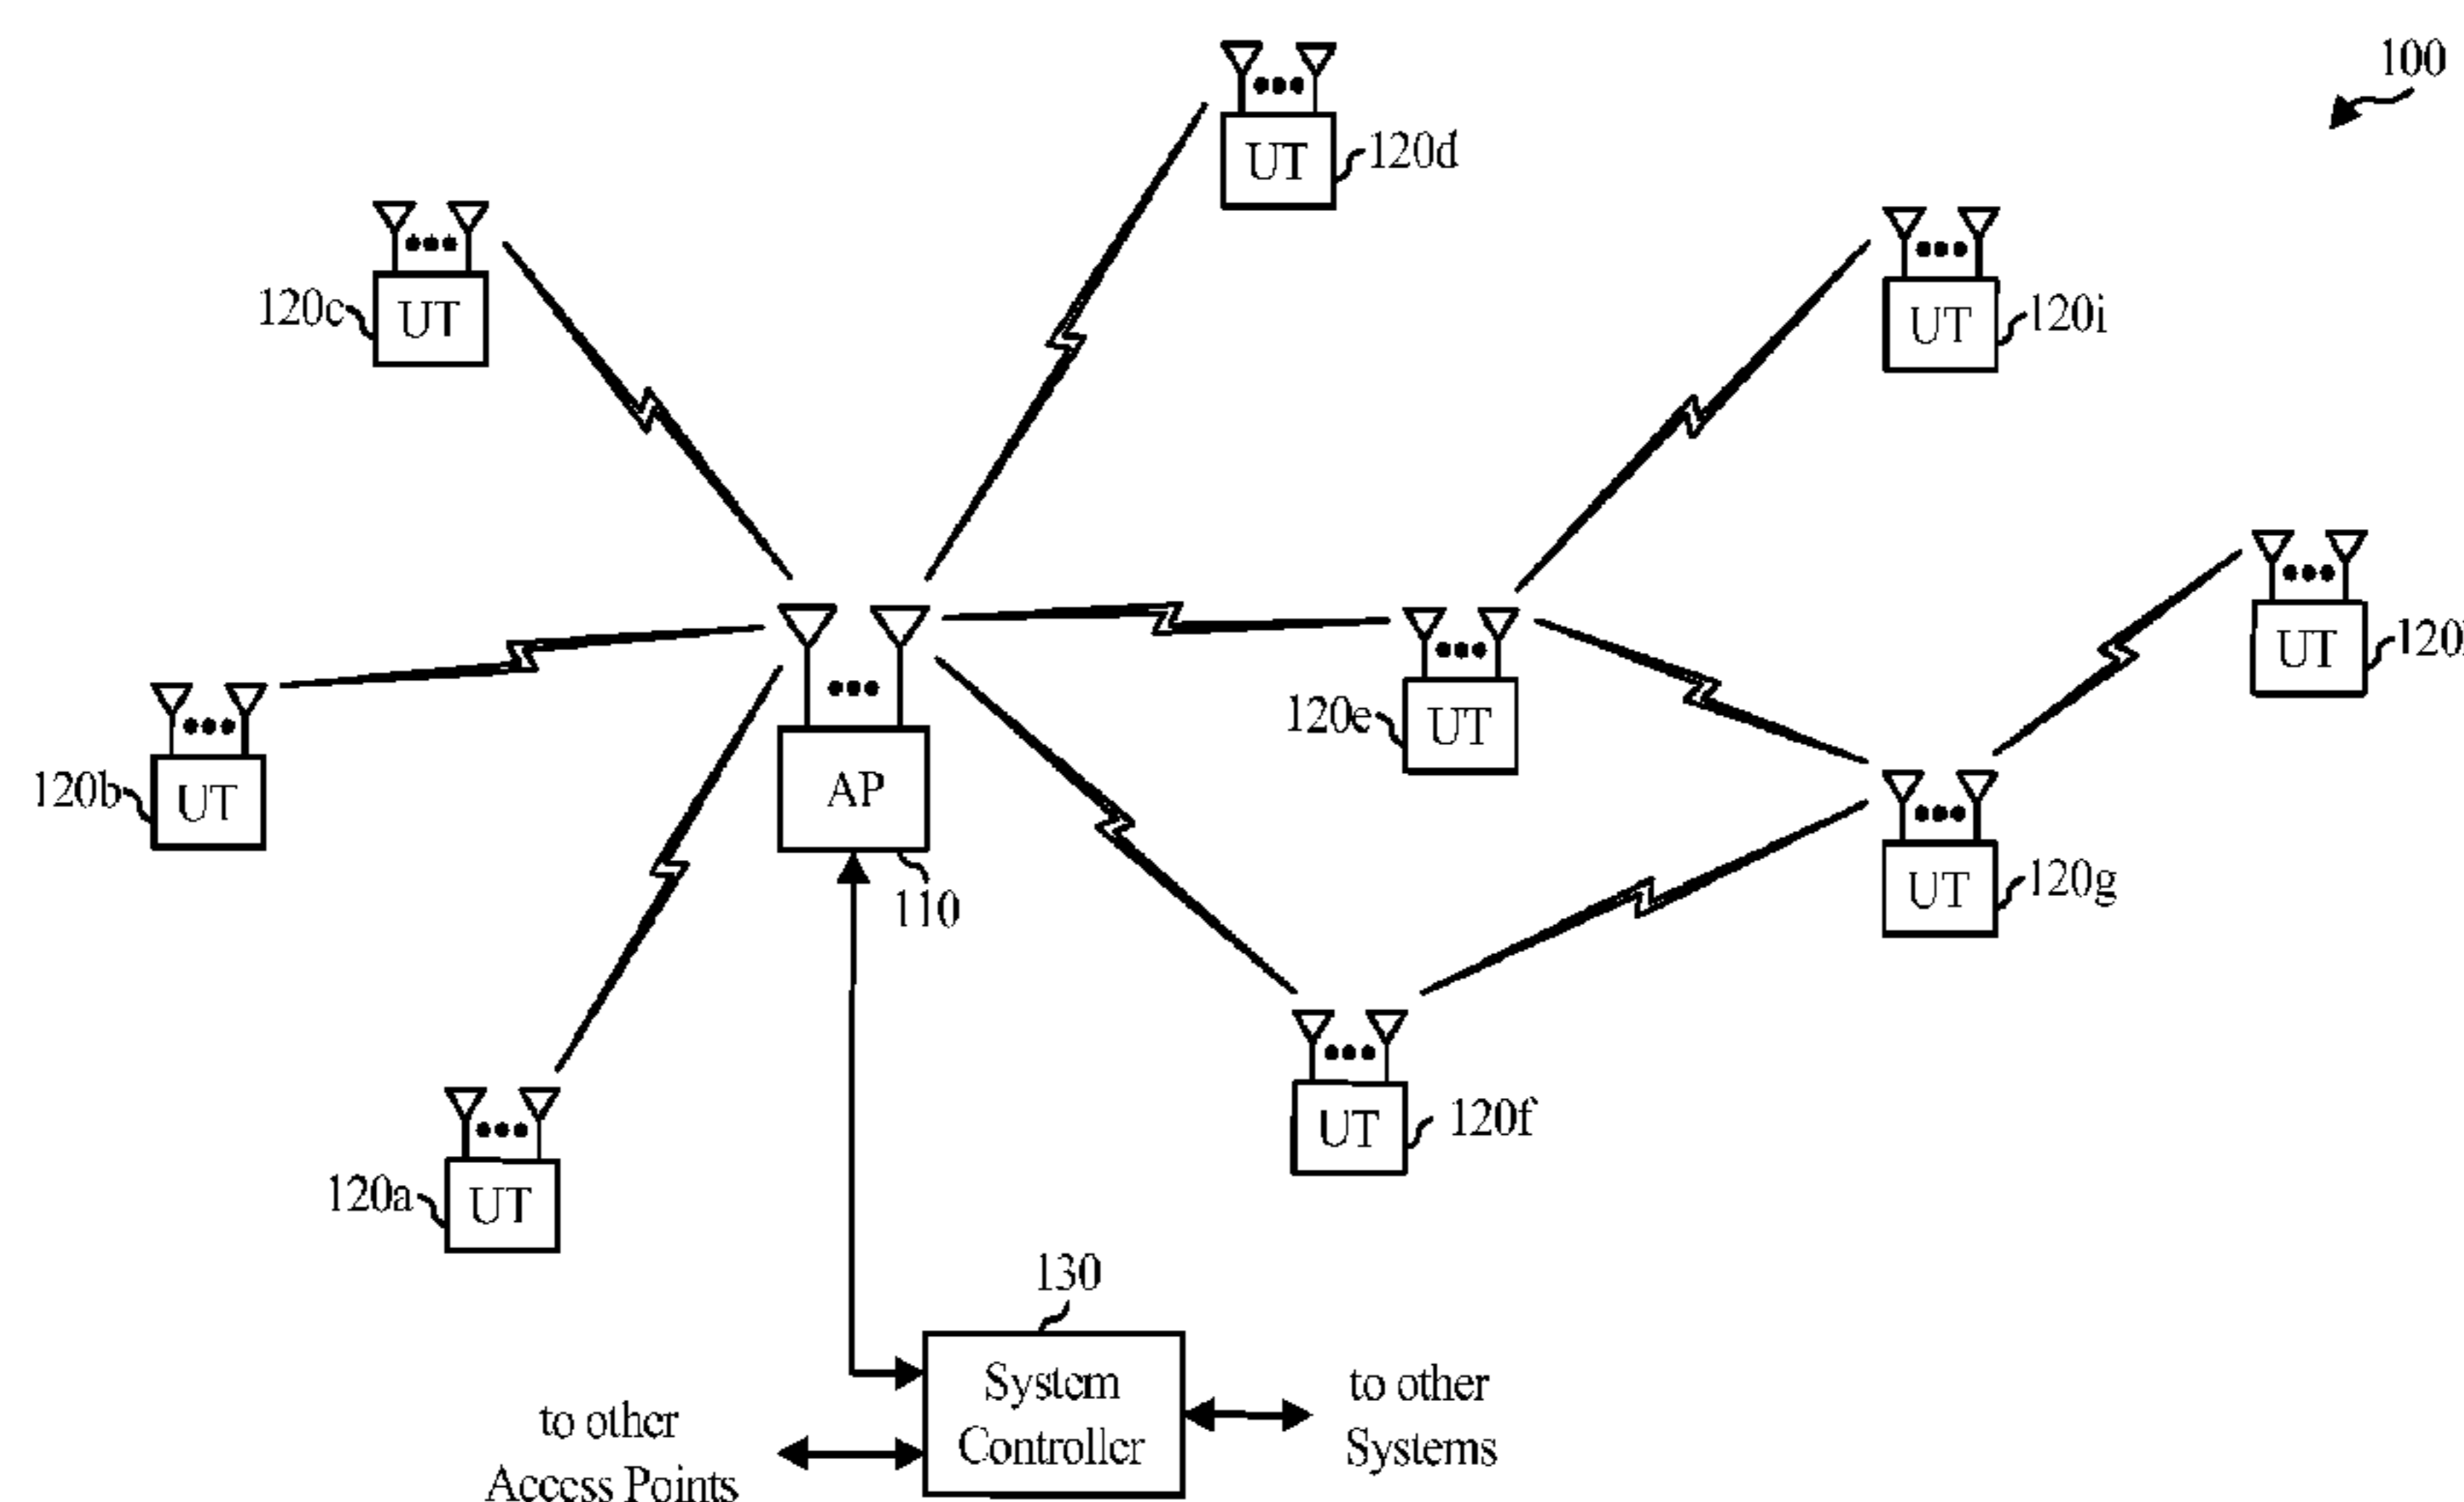 100
UT
120d
120c
UT
UT
120i
UT
120e
UT
120b
UT
AP
UT
120g
110
UT
120f
120a
UT
130
System
Controller
to other
Systems
to other
Access Points